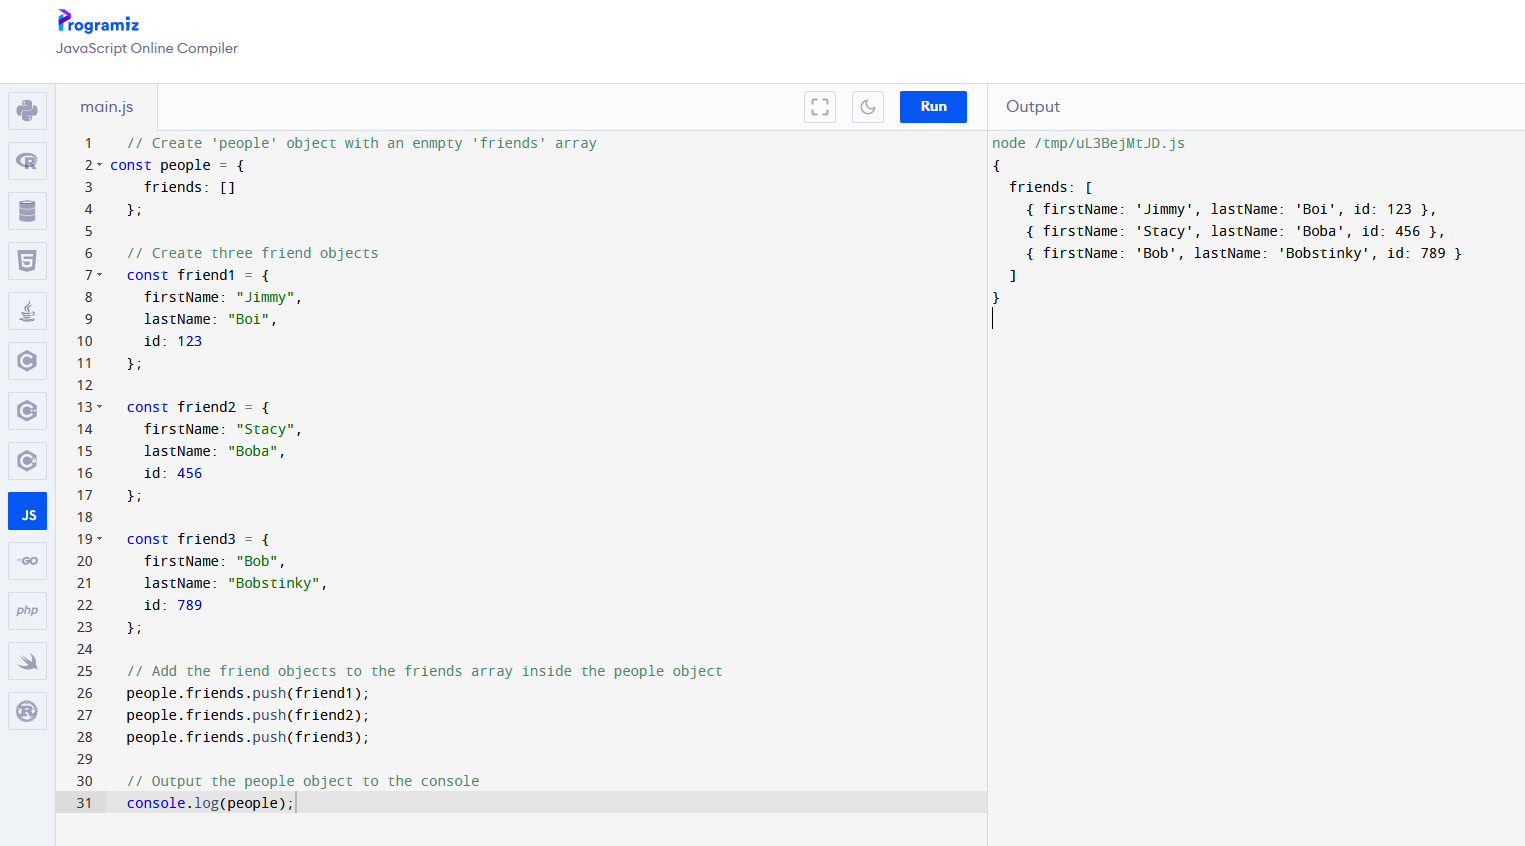 Programiz
JavaScript Online Compiler
main.js
Run
Output
1 // Create 'people' object with an enmpty 'friends' array
2 const people = {
3 friends: []
4 };
5
6 // Create three friend objects
7 const friend1 = {
8 firstName: "Jimmy",
9 lastName: "Boi",
10 id: 123
11 };
12
13 const friend2 = {
14 firstName: "Stacy",
15 lastName: "Boba",
16 id: 456
17 };
18
19 const friend3 = {
20 firstName: "Bob",
21 lastName: "Bobstinky",
22 id: 789
23 };
24
25 // Add the friend objects to the friends array inside the people object
26 people.friends.push(friend1);
27 people.friends.push(friend2);
28 people.friends.push(friend3);
29
30 // Output the people object to the console
31 console.log(people);
node /tmp/uL3BejMtJD.js
{
friends: [
{ firstName: 'Jimmy', lastName: 'Boi', id: 123 },
{ firstName: 'Stacy', lastName: 'Boba', id: 456 },
{ firstName: 'Bob', lastName: 'Bobstinky', id: 789 }
]
}
R
5
C
C
C
JS
GO
php
R